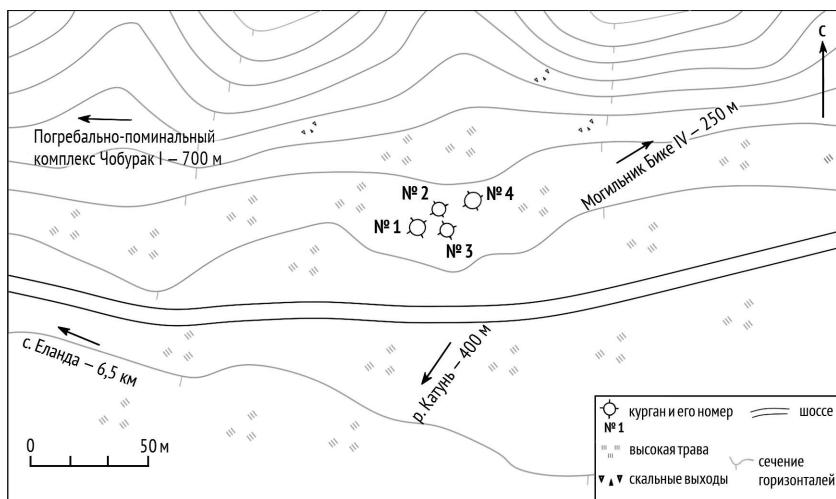 С
Погребально-поминальный
комплекс Чобурак I – 700 м
Могильник Бике IV – 250 м
№ 2
№ 4
№ 1
№ 3
с. Еланда – 6,5 км
р. Катунь – 400 м
0 50 м
курган и его номер
№ 1
шоссе
высокая трава
скальные выходы
сечение
горизонталей